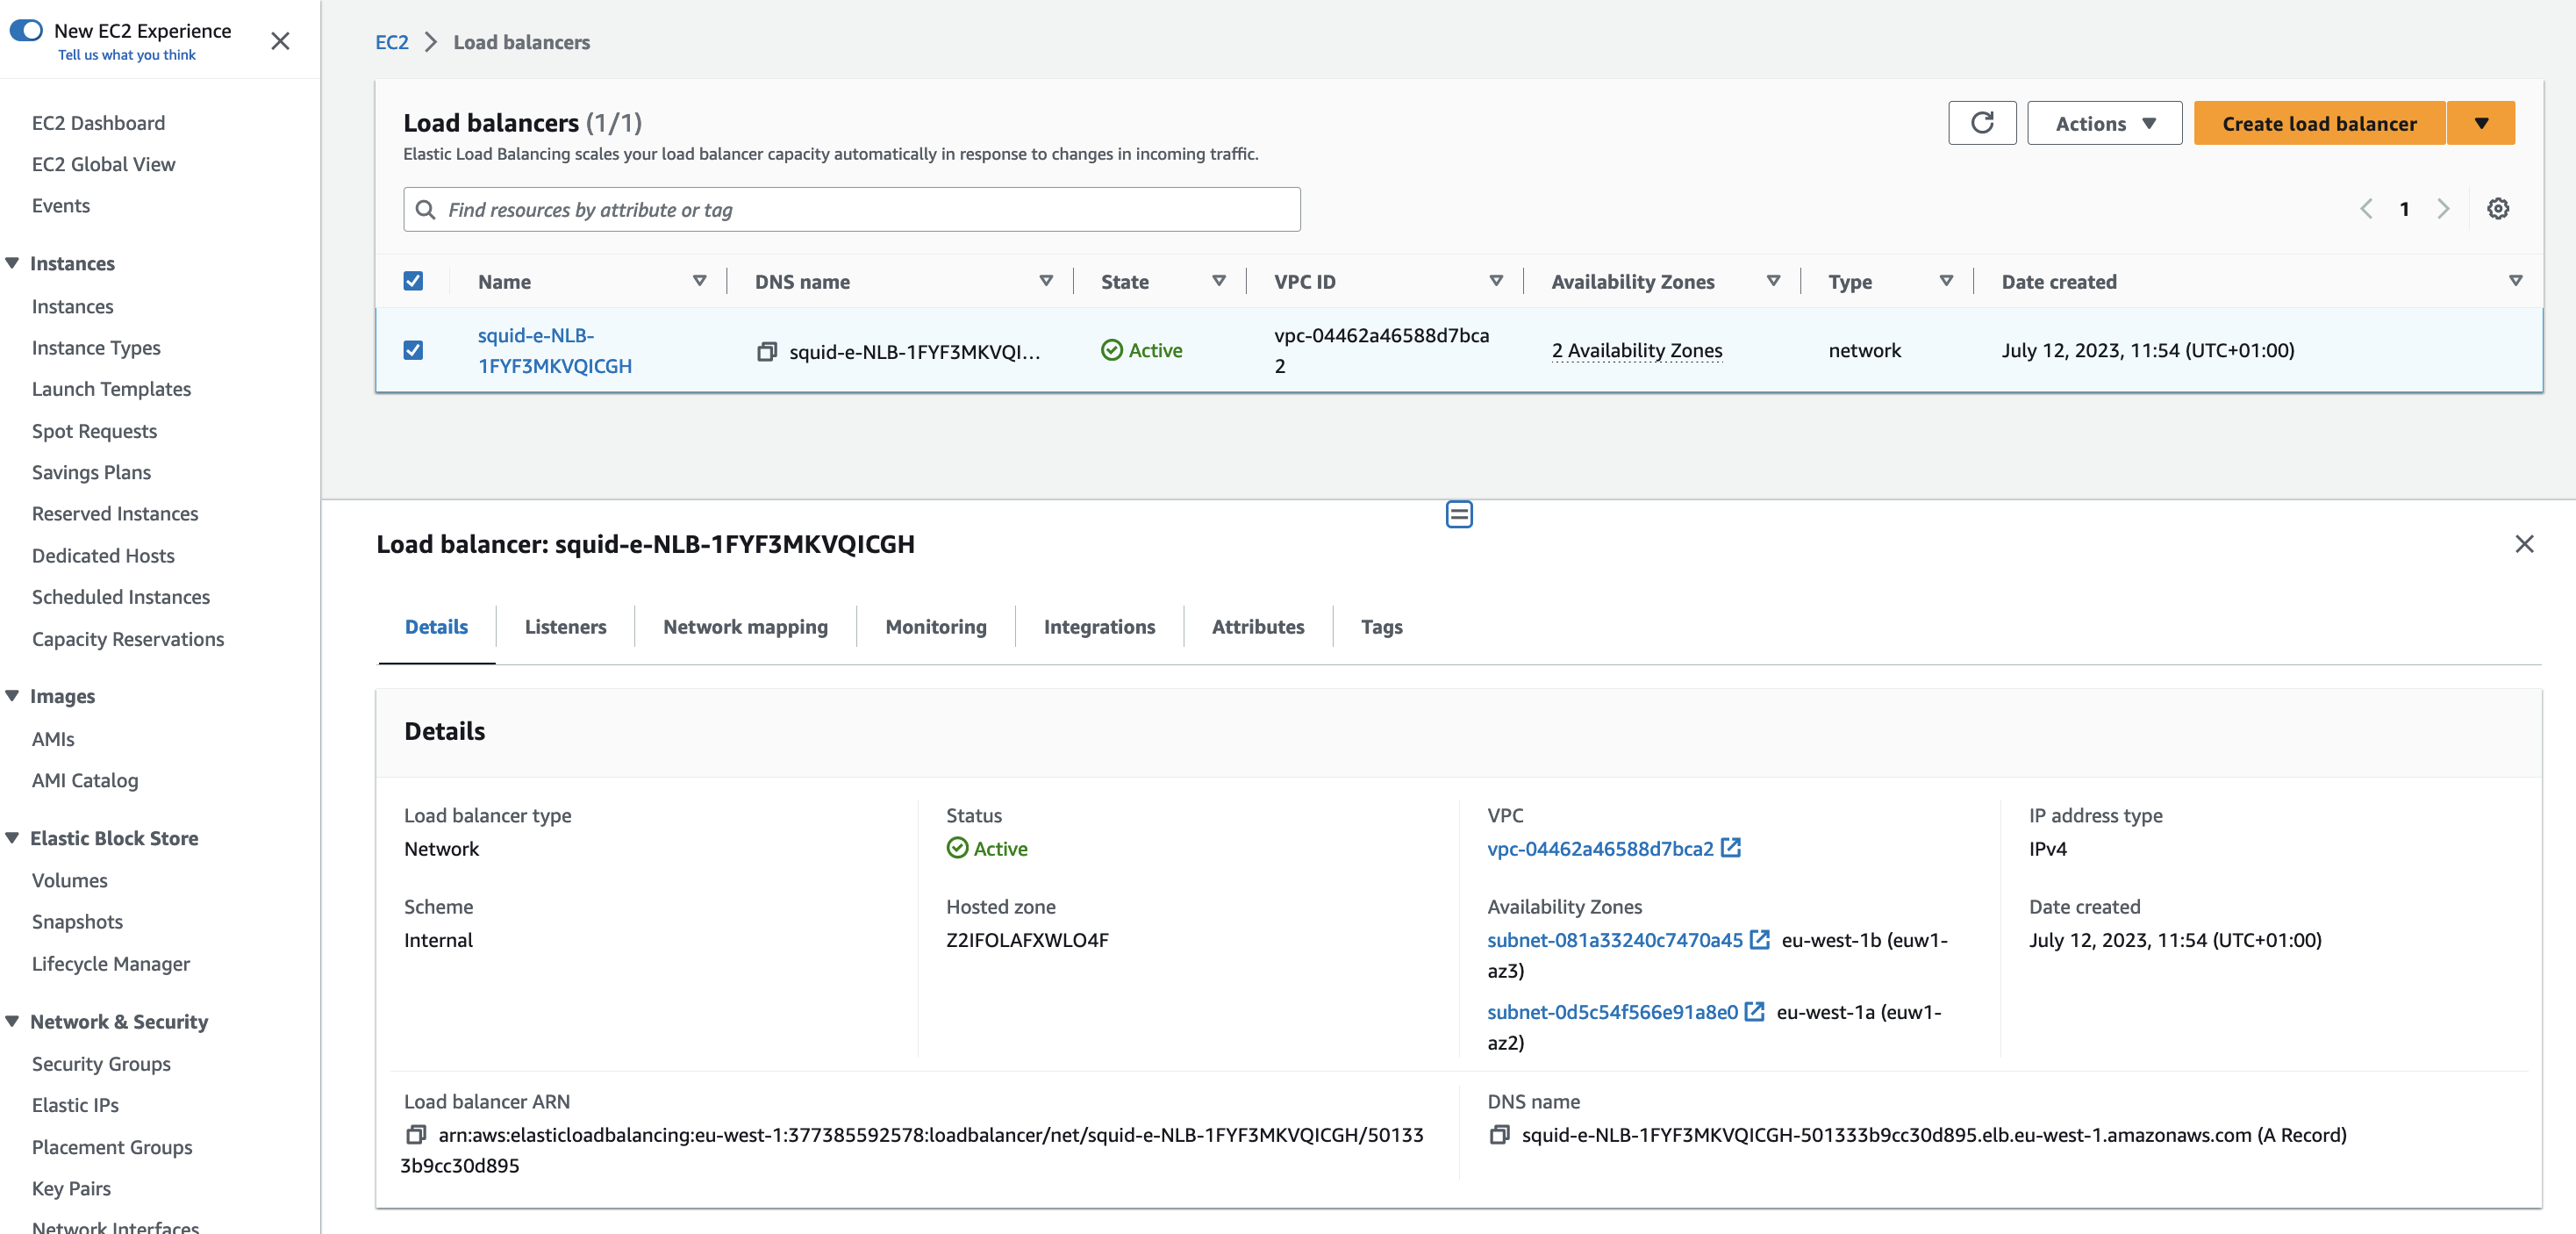 New EC2 Experience
Tell us what you think
EC2 Dashboard
EC2 Global View
Events
Instances
Instances
Instance Types
Launch Templates
Spot Requests
Savings Plans
Reserved Instances
Dedicated Hosts
Scheduled Instances
Capacity Reservations
Images
AMIs
AMI Catalog
Elastic Block Store
Volumes
Snapshots
Lifecycle Manager
Network & Security
Security Groups
Elastic IPs
Placement Groups
Key Pairs
Network Interfaces
EC2 > Load balancers
Load balancers (1/1)
Elastic Load Balancing scales your load balancer capacity automatically in response to changes in incoming traffic.
Actions
Create load balancer
Find resources by attribute or tag
1
Name DNS name State VPC ID Availability Zones Type Date created
squid-e-NLB-
1FYF3MKVQICGH
squid-e-NLB-1FYF3MKVQI...
Active
vpc-04462a46588d7bca
2
2 Availability Zones
network
July 12, 2023, 11:54 (UTC+01:00)
Load balancer: squid-e-NLB-1FYF3MKVQICGH
Details Listeners Network mapping Monitoring Integrations Attributes Tags
Details
Load balancer type
Network
Scheme
Internal
Status
Active
Hosted zone
Z2IFOLAFXWLO4F
VPC
vpc-04462a46588d7bca2
Availability Zones
subnet-081a33240c7470a45 eu-west-1b (euw1-
az3)
subnet-0d5c54f566e91a8e0 eu-west-1a (euw1-
az2)
IP address type
IPv4
Date created
July 12, 2023, 11:54 (UTC+01:00)
Load balancer ARN
arn:aws:elasticloadbalancing:eu-west-1:377385592578:loadbalancer/net/squid-e-NLB-1FYF3MKVQICGH/50133
3b9cc30d895
DNS name
squid-e-NLB-1FYF3MKVQICGH-501333b9cc30d895.elb.eu-west-1.amazonaws.com (A Record)